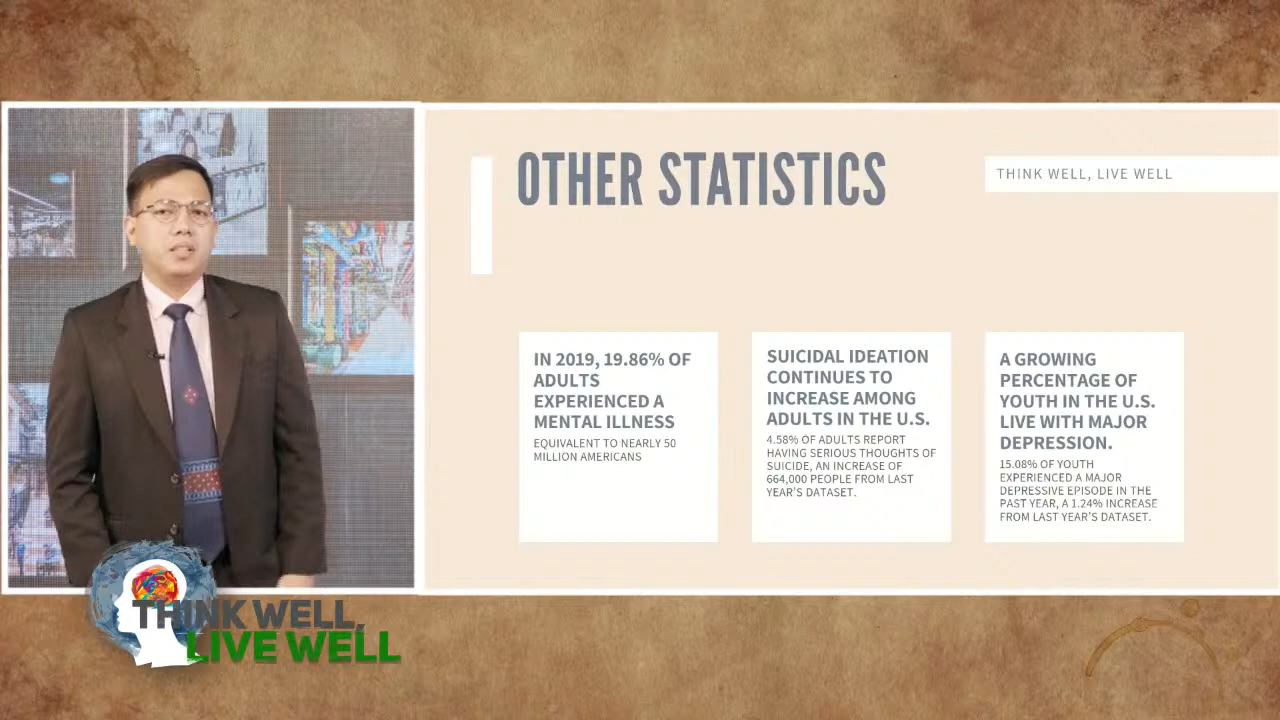 OTHER STATISTICS
THINK WELL, LIVE WELL
IN 2019, 19.86% OF
ADULTS
EXPERIENCED A
MENTAL ILLNESS
EQUIVALENT TO NEARLY 50
MILLION AMERICANS
SUICIDAL IDEATION
CONTINUES TO
INCREASE AMONG
ADULTS IN THE U.S.
4.58% OF ADULTS REPORT
HAVING SERIOUS THOUGHTS OF
SUICIDE, AN INCREASE OF
664,000 PEOPLE FROM LAST
YEAR'S DATASET.
A GROWING
PERCENTAGE OF
YOUTH IN THE U.S.
LIVE WITH MAJOR
DEPRESSION.
15.08% OF YOUTH
EXPERIENCED A MAJOR
DEPRESSIVE EPISODE IN THE
PAST YEAR, A 1.24% INCREASE
FROM LAST YEAR'S DATASET.
THINK WELL,
LIVE WELL